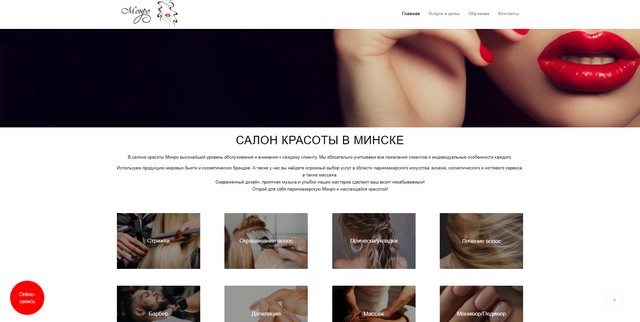 Монро
Главная Услуги и цены Обучение Контакты
САЛОН КРАСОТЫ В МИНСКЕ
В салоне красоты Монро высочайший уровень обслуживания и внимания к каждому клиенту. Мы обязательно учитываем все пожелания клиентов и индивидуальные особенности каждого.
Используем продукцию мировых бьюти и косметических брендов. А также у нас вы найдете огромный выбор услуг в области парикмахерского искусства, визажа, косметического и ногтевого сервиса,
а также массажа.
Современный дизайн, приятная музыка и улыбки наших мастеров сделают ваш визит незабываемым!
Открой для себя парикмахерскую Монро и наслаждайся красотой!
Стрижки Окрашивание волос Прически/укладки Лечение волос
Online-
запись
Барбер Депиляция Массаж Маникюр/Педикюр